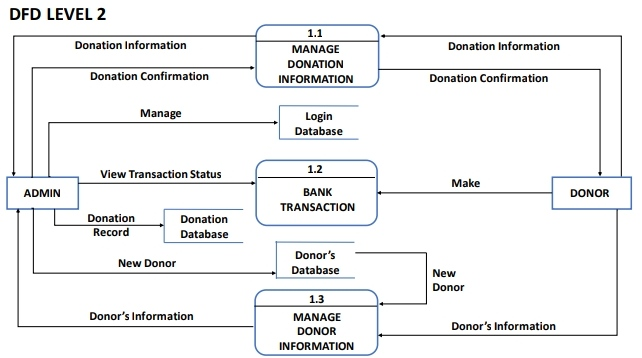 DFD LEVEL 2
1.1
MANAGE
DONATION
INFORMATION
Donation Information
Donation Information
Donation Confirmation
Donation Confirmation
Manage
Login
Database
1.2
BANK
TRANSACTION
View Transaction Status
Make
ADMIN
DONOR
Donation
Record
Donation
Database
New Donor
Donor's
Database
New
Donor
1.3
MANAGE
DONOR
INFORMATION
Donor's Information
Donor's Information